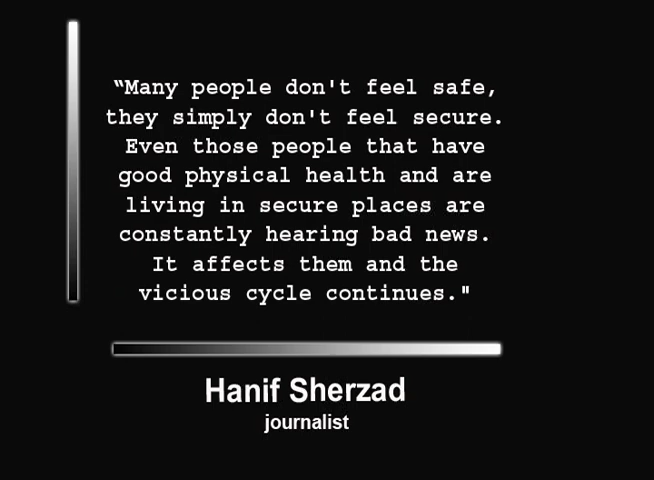 “Many people don't feel safe,
they simply don't feel secure.
Even those people that have
good physical health and are
living in secure places are
constantly hearing bad news.
It affects them and the
vicious cycle continues."
Hanif Sherzad
journalist